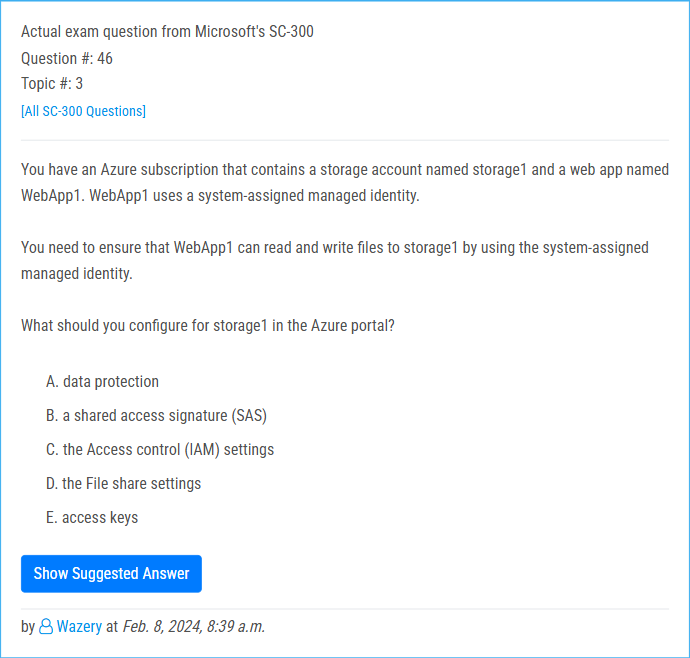 Actual exam question from Microsoft's SC-300
Question #: 46
Topic #: 3
[All SC-300 Questions]
You have an Azure subscription that contains a storage account named storage1 and a web app named
WebApp1. WebApp1 uses a system-assigned managed identity.
You need to ensure that WebApp1 can read and write files to storage1 by using the system-assigned
managed identity.
What should you configure for storage1 in the Azure portal?
A. data protection
B. a shared access signature (SAS)
C. the Access control (IAM) settings
D. the File share settings
E. access keys
Show Suggested Answer
by Wazery at Feb. 8, 2024, 8:39 a.m.